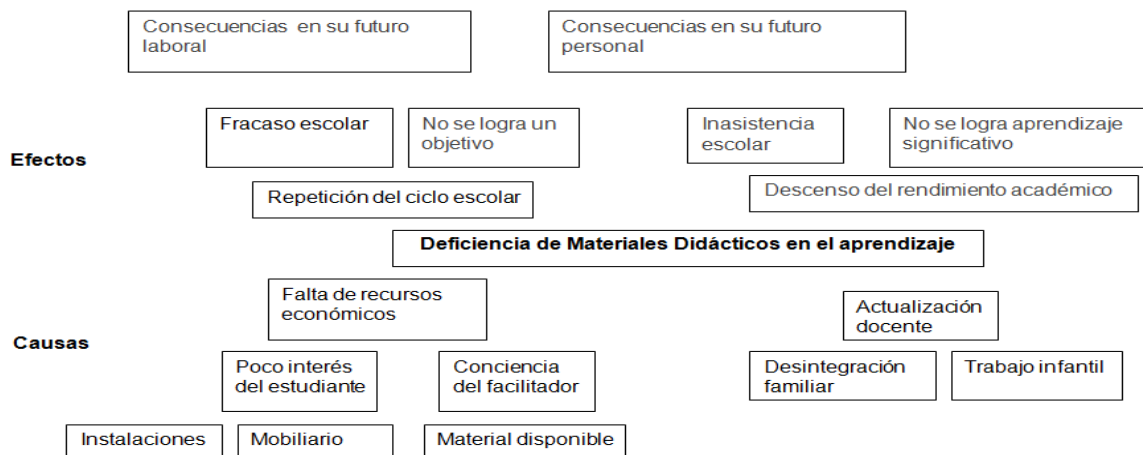 Consecuencias en su futuro
laboral
Consecuencias en su futuro
personal
Fracaso escolar
No se logra un
objetivo
Inasistencia
escolar
No se logra aprendizaje
significativo
Efectos
Repetición del ciclo escolar
Descenso del rendimiento académico
Deficiencia de Materiales Didácticos en el aprendizaje
Falta de recursos
económicos
Actualización
docente
Causas
Poco interés
del estudiante
Conciencia
del facilitador
Desintegración
familiar
Trabajo infantil
Instalaciones
Mobiliario
Material disponible